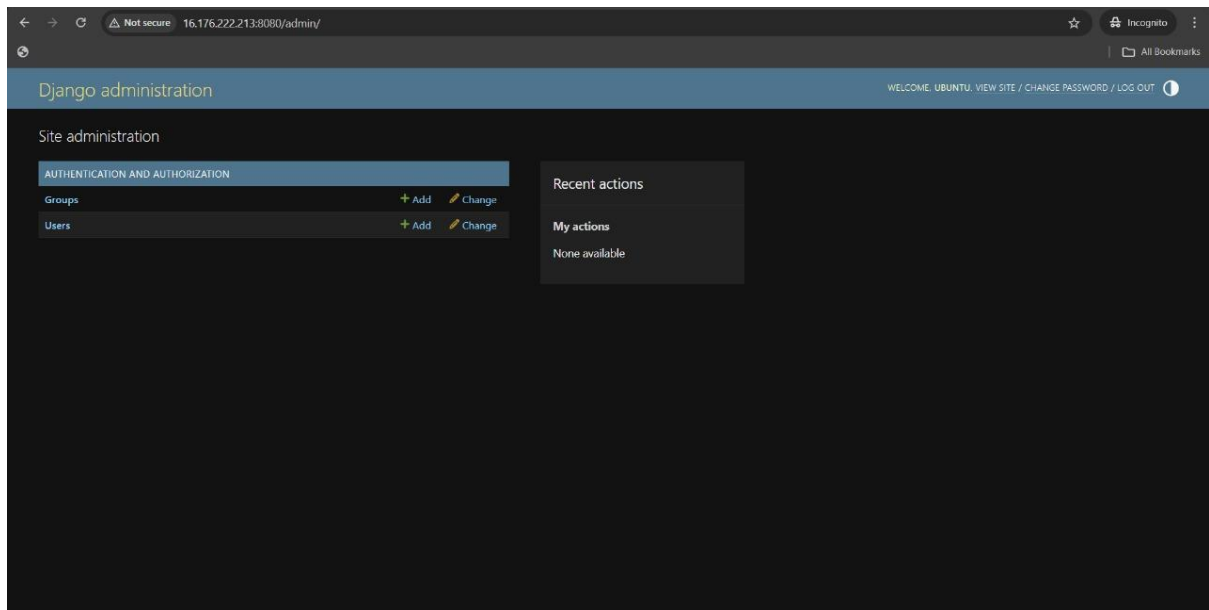 Not secure 16.176.222.213:8080/admin/ Incognito
All Bookmarks
Django administration
WELCOME, UBUNTU. VIEW SITE / CHANGE PASSWORD / LOG OUT
Site administration
AUTHENTICATION AND AUTHORIZATION
Groups + Add Change
Users + Add Change
Recent actions
My actions
None available